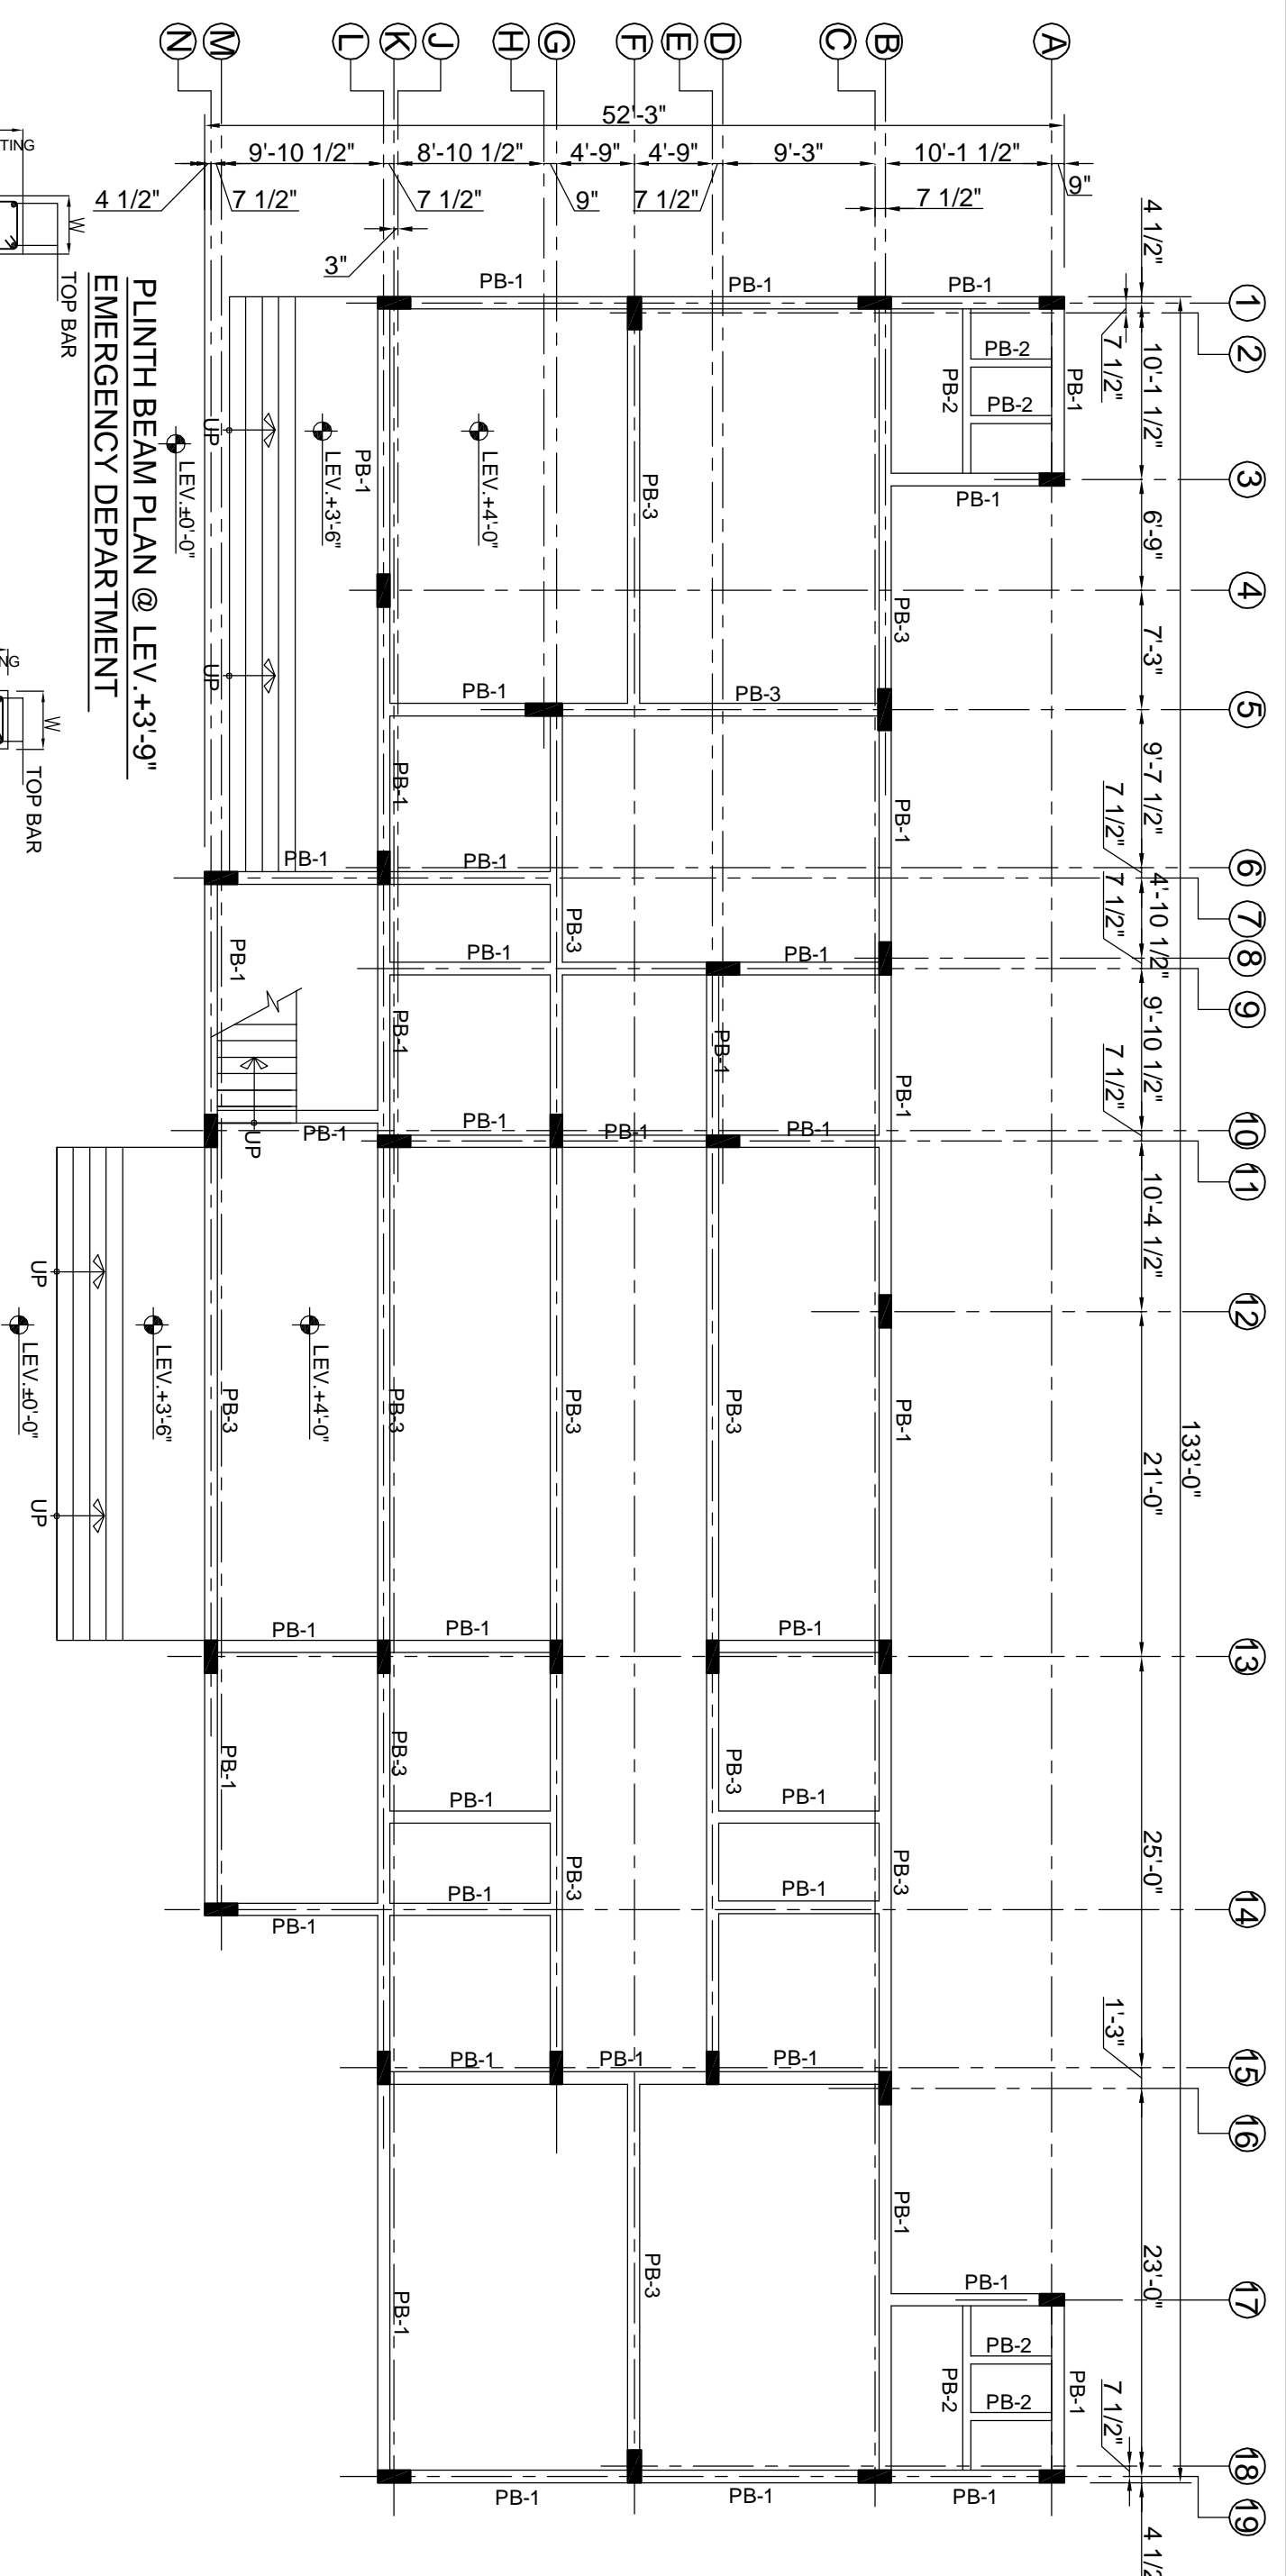 N
M
L
K
J
H
G
F
E
D
C
B
A
52'-3"
9'-10 1/2"
8'-10 1/2"
4'-9"
4'-9"
9'-3"
10'-1 1/2"
4 1/2"
7 1/2"
7 1/2"
9"
7 1/2"
7 1/2"
9"
3"
1
2
3
4
5
6
7
8
9
10
11
12
13
14
15
16
17
18
19
133'-0"
4 1/2"
7 1/2"
10'-1 1/2"
6'-9"
7'-3"
9'-7 1/2"
7 1/2"
4'-10 1/2"
7 1/2"
9'-10 1/2"
7 1/2"
10'-4 1/2"
21'-0"
25'-0"
1'-3"
23'-0"
7 1/2"
4 1/2
PB-1
PB-1
PB-1
PB-2
PB-2
PB-2
PB-1
PB-1
PB-3
PB-3
PB-1
LEV.+4'-0"
LEV.+3'-6"
LEV.±0'-0"
UP
UP
PB-1
PB-3
PB-1
PB-1
PB-1
PB-1
PB-3
PB-1
PB-1
PB-1
PB-1
PB-1
PB-1
UP
PB-1
PB-1
PB-1
PB-1
PB-1
PB-3
PB-3
PB-3
PB-3
LEV.+4'-0"
LEV.+3'-6"
LEV.±0'-0"
UP
UP
PB-1
PB-1
PB-1
PB-1
PB-3
PB-3
PB-3
PB-3
PB-1
PB-1
PB-1
PB-1
PB-1
PB-1
PB-1
PB-1
PB-1
PB-3
PB-1
PB-1
PB-2
PB-2
PB-2
PB-1
PB-1
PB-1
PB-1
PLINTH BEAM PLAN @ LEV.+3'-9"
EMERGENCY DEPARTMENT
TING
W
TOP BAR
NG
W
TOP BAR